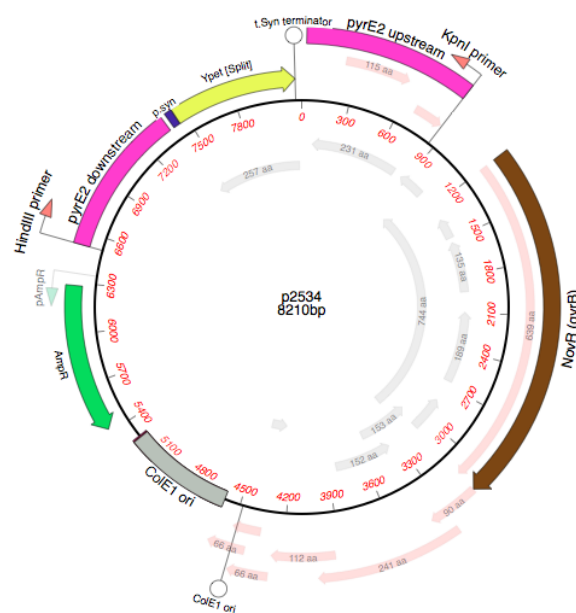 t.Syn terminator
pyrE2 upstream
KpnI primer
115 aa
Ypet [Split]
p.syn
pyrE2 downstream
HindIII primer
pAmpR
AmpR
ColE1 ori
ColE1 ori
NovR (gyrB)
p2534
8210bp
0
300
600
900
1200
1500
1800
2100
2400
2700
3000
3300
3600
3900
4200
4500
4800
5100
5400
5700
6000
6300
6600
6900
7200
7500
7800
257 aa
231 aa
135 aa
189 aa
744 aa
153 aa
152 aa
639 aa
90 aa
241 aa
112 aa
66 aa
66 aa